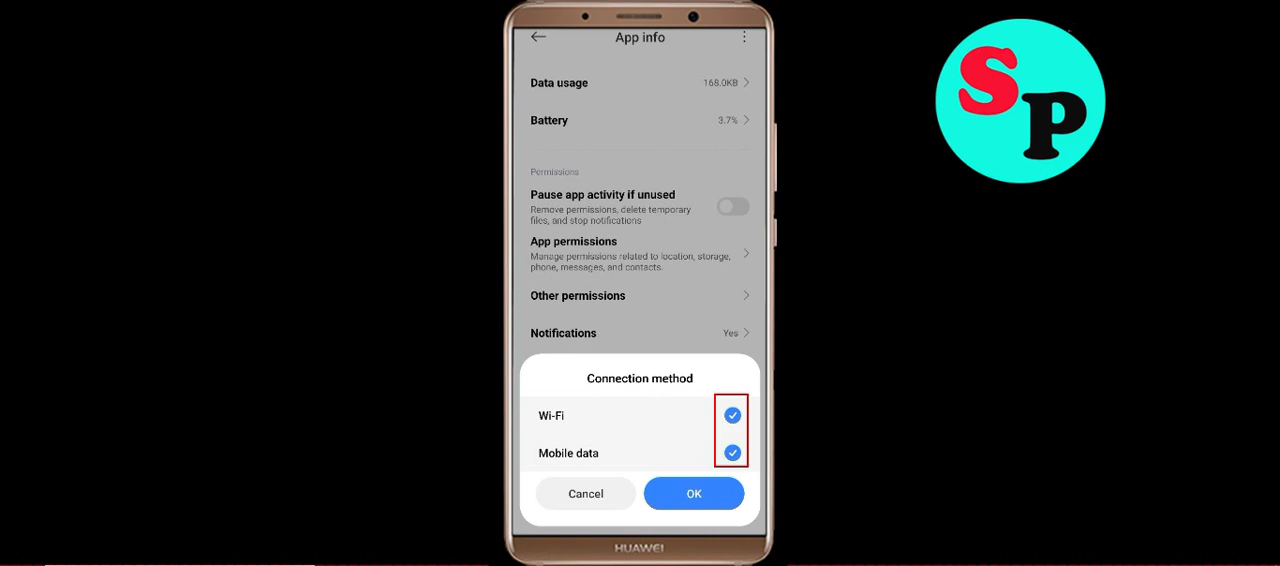 App info
Data usage 168.0KB
Battery 3.7%
Permissions
Pause app activity if unused
Remove permissions, delete temporary
files, and stop notifications
App permissions
Manage permissions related to location, storage,
phone, messages, and contacts.
Other permissions
Notifications Yes
Connection method
Wi-Fi
Mobile data
Cancel OK
HUAWEI
SP